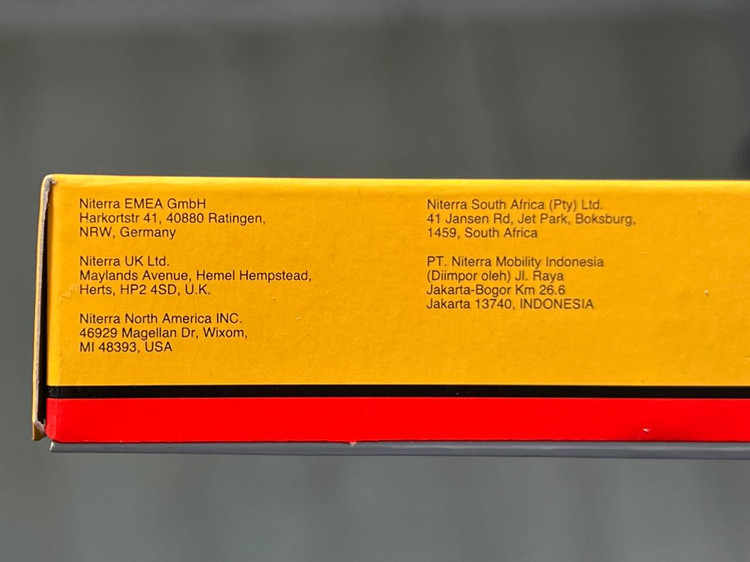 Niterra EMEA GmbH
Harkortstr 41, 40880 Ratingen,
NRW, Germany
Niterra UK Ltd.
Maylands Avenue, Hemel Hempstead,
Herts, HP2 4SD, U.K.
Niterra North America INC.
46929 Magellan Dr, Wixom,
MI 48393, USA
Niterra South Africa (Pty) Ltd.
41 Jansen Rd, Jet Park, Boksburg,
1459, South Africa
PT. Niterra Mobility Indonesia
(Diimpor oleh) Jl. Raya
Jakarta-Bogor Km 26.6
Jakarta 13740, INDONESIA